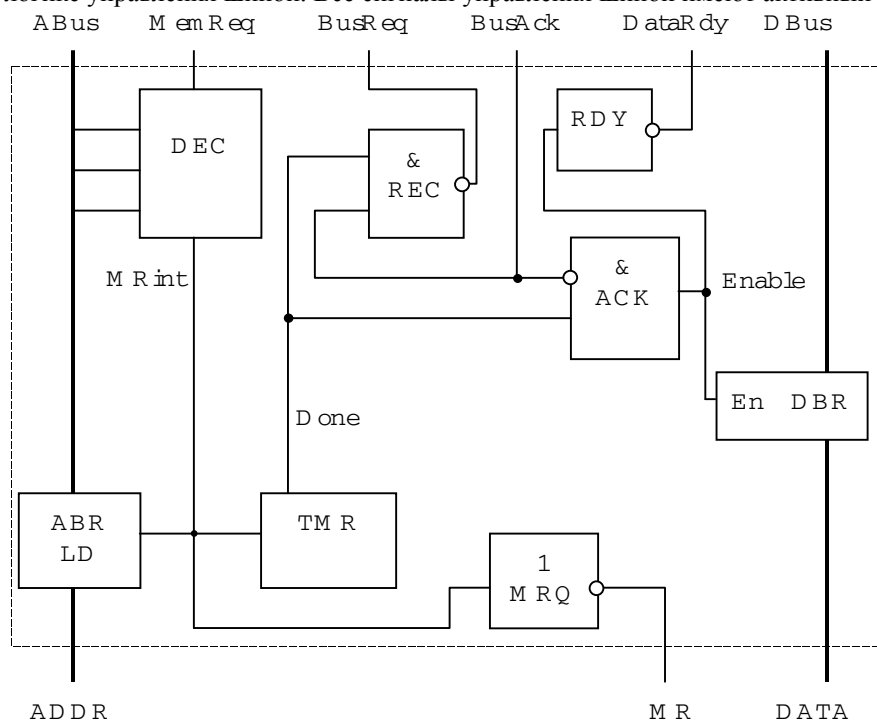 ABus MemReq BusReq BusAck DataRdy DBus
DEC
RDY
&
REC
MRint
&
ACK
Enable
En DBR
Done
ABR
LD
TMR
1
MRQ
ADDR MR DATA